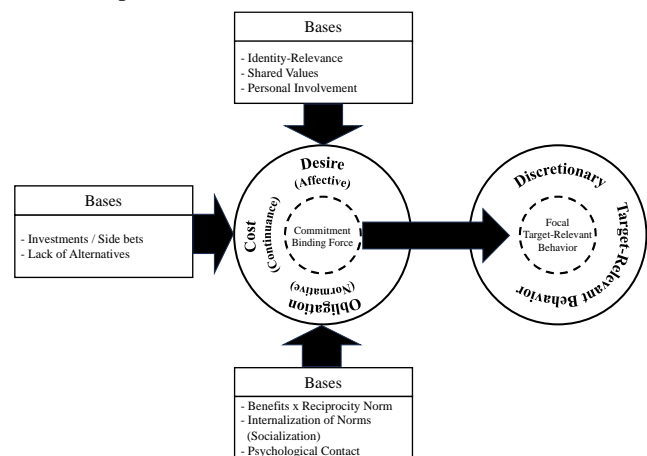 Bases
- Identity-Relevance
- Shared Values
- Personal Involvement
Bases
- Investments / Side bets
- Lack of Alternatives
Desire
(Affective)
Cost
(Continuance)
Commitment
Binding Force
(Normative)
Obligation
Discretionary
Target-Relevant Behavior
Focal
Target-Relevant
Behavior
Bases
- Benefits x Reciprocity Norm
- Internalization of Norms
(Socialization)
- Psychological Contact